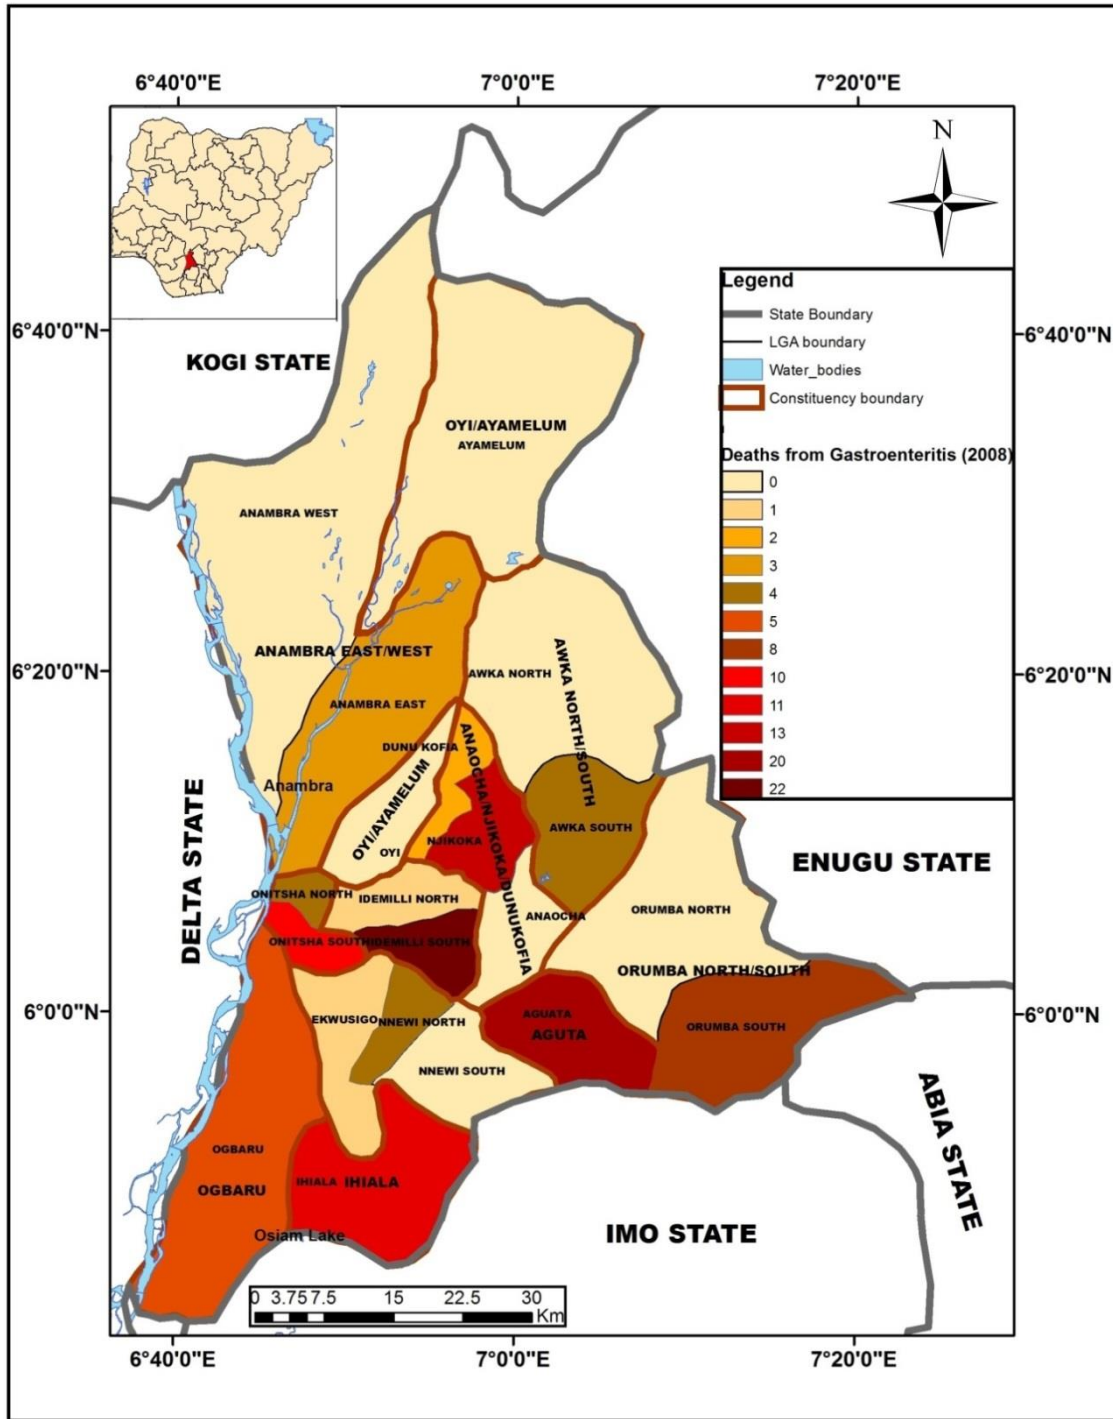 6°40'0"E
7°0'0"E
7°20'0"E
N
6°40'0"N
6°40'0"N
KOGI STATE
Legend
State Boundary
LGA boundary
Water_bodies
Constituency boundary
Deaths from Gastroenteritis (2008)
0
1
2
3
4
5
8
10
11
13
20
22
OYI/AYAMELUM
AYAMELUM
ANAMBRA WEST
ANAMBRA EAST/WEST
6°20'0"N
6°20'0"N
AWKA NORTH
AWKA NORTH/SOUTH
ANAMBRA EAST
DUNU KOFIA
ANAOCHA/NJIKOKA/DUNUKOFIA
Anambra
OYI/AYAMELUM
OYI
NJIKOKA
AWKA SOUTH
DELTA STATE
ENUGU STATE
ONITSHA NORTH
IDEMILLI NORTH
ANAOCHA
ORUMBA NORTH
ONITSHA SOUTH
IDEMILLI SOUTH
ORUMBA NORTH/SOUTH
6°0'0"N
6°0'0"N
EKWUSIGO
NNEWI NORTH
AGUATA
AGUTA
ORUMBA SOUTH
NNEWI SOUTH
ABIA STATE
OGBARU
OGBARU
IHIALA
IHIALA
Osiam Lake
IMO STATE
0 3.75 7.5 15 22.5 30
Km
6°40'0"E
7°0'0"E
7°20'0"E